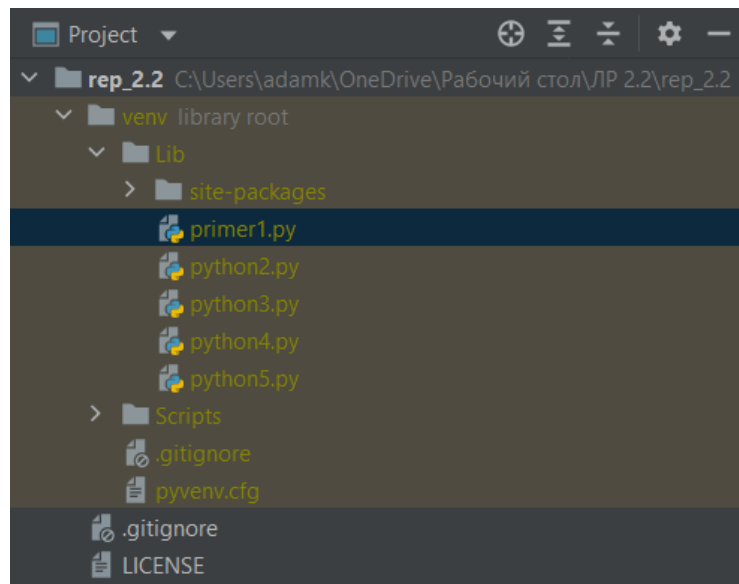 Project
rep_2.2 C:\Users\adamk\OneDrive\Рабочий стол\ЛР 2.2\rep_2.2
venv library root
Lib
site-packages
primer1.py
python2.py
python3.py
python4.py
python5.py
Scripts
.gitignore
pyvenv.cfg
.gitignore
LICENSE